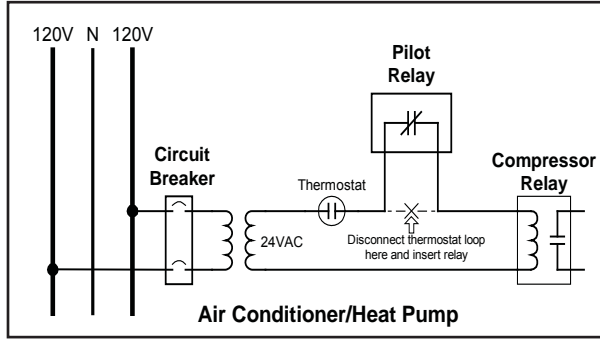 120V N 120V
Pilot
Relay
Circuit
Breaker
Compressor
Relay
Thermostat
24VAC
Disconnect thermostat loop
here and insert relay
Air Conditioner/Heat Pump